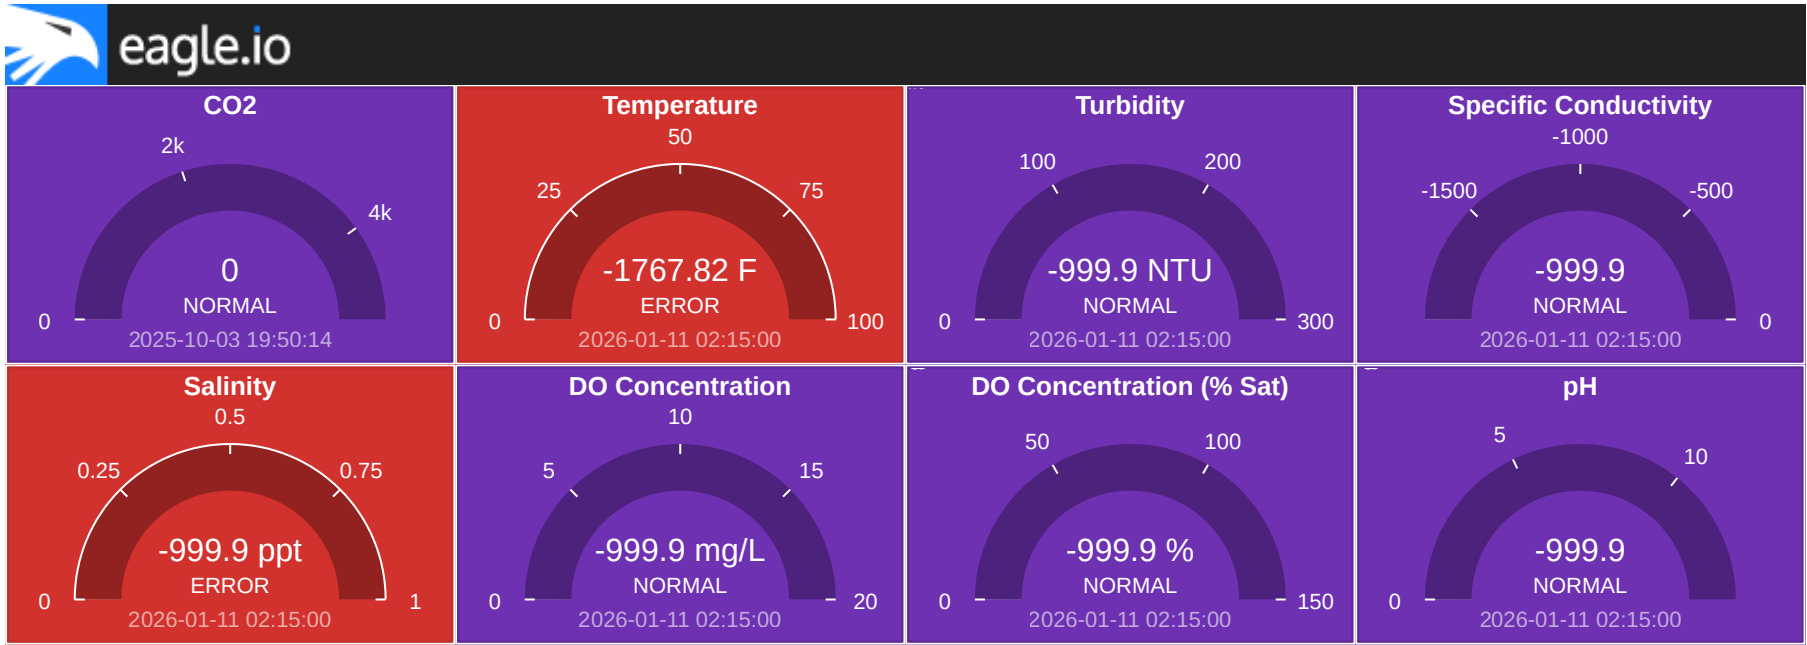 eagle.io
CO2
2k
4k
0
0
NORMAL
2025-10-03 19:50:14
Temperature
50
25
75
-1767.82 F
ERROR
0
100
2026-01-11 02:15:00
Turbidity
100
200
-999.9 NTU
NORMAL
0
300
2026-01-11 02:15:00
Specific Conductivity
-1000
-1500
-500
-999.9
NORMAL
0
2026-01-11 02:15:00
Salinity
0.5
0.25
0.75
-999.9 ppt
ERROR
0
1
2026-01-11 02:15:00
DO Concentration
10
5
15
-999.9 mg/L
NORMAL
0
20
2026-01-11 02:15:00
DO Concentration (% Sat)
50
100
-999.9 %
NORMAL
0
150
2026-01-11 02:15:00
pH
5
10
-999.9
NORMAL
0
2026-01-11 02:15:00